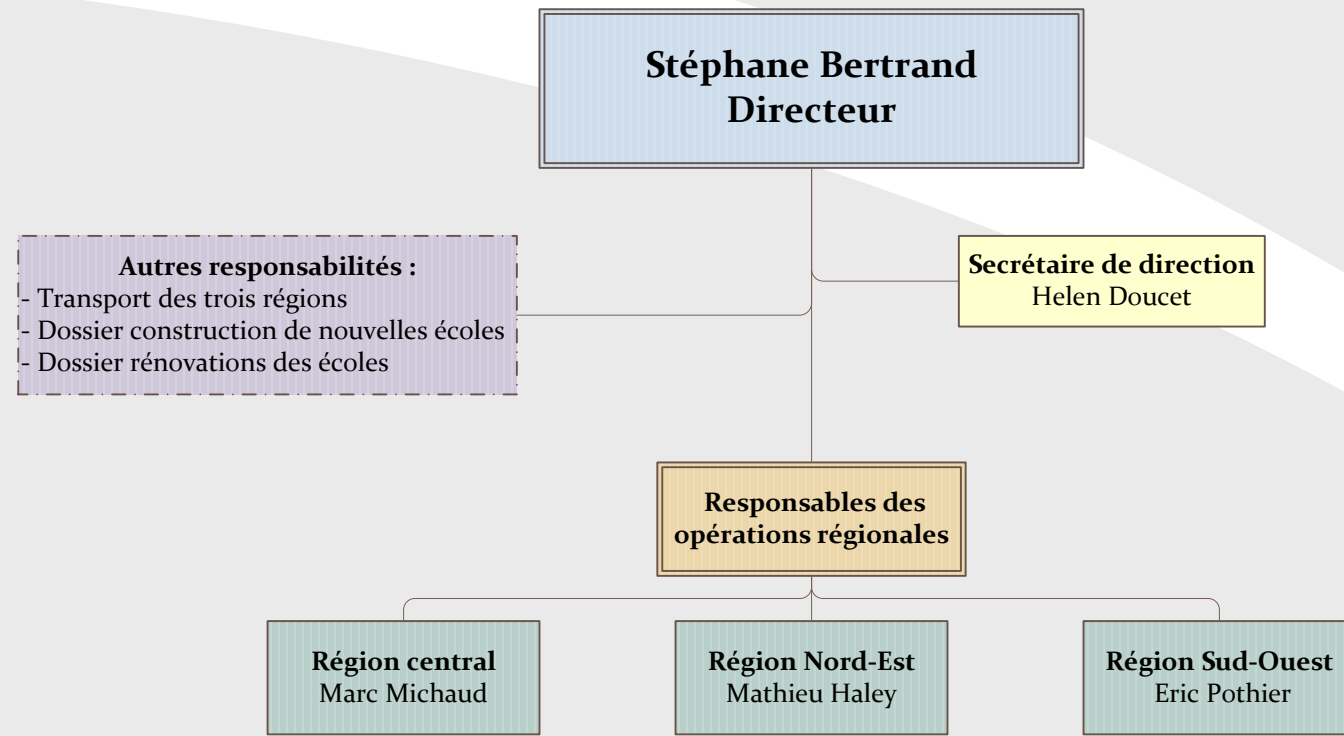 Stéphane Bertrand
Directeur
Autres responsabilités :
- Transport des trois régions
- Dossier construction de nouvelles écoles
- Dossier rénovations des écoles
Secrétaire de direction
Helen Doucet
Responsables des
opérations régionales
Région central
Marc Michaud
Région Nord-Est
Mathieu Haley
Région Sud-Ouest
Eric Pothier